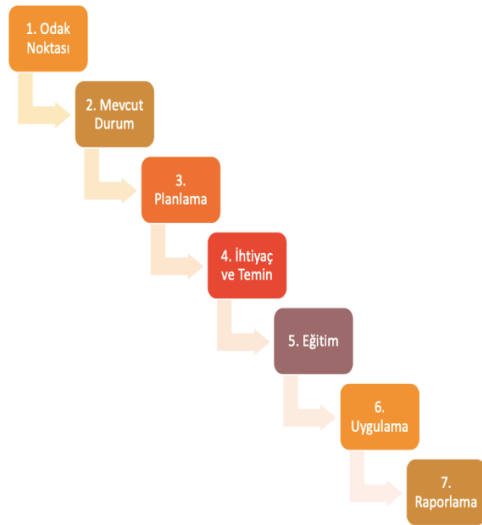 1. Odak
Noktası
2. Mevcut
Durum
3.
Planlama
4. İhtiyaç
ve Temin
5. Eğitim
6.
Uygulama
7.
Raporlama